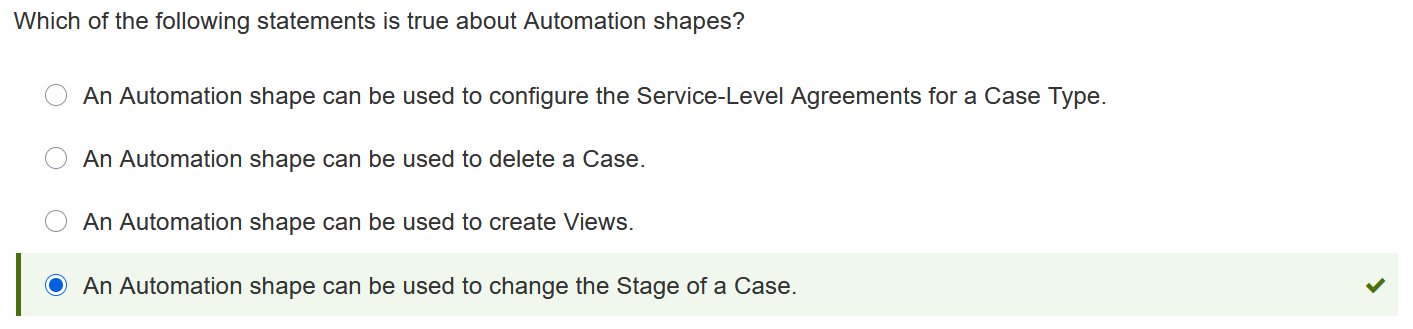 Which of the following statements is true about Automation shapes?
An Automation shape can be used to configure the Service-Level Agreements for a Case Type.
An Automation shape can be used to delete a Case.
An Automation shape can be used to create Views.
An Automation shape can be used to change the Stage of a Case.